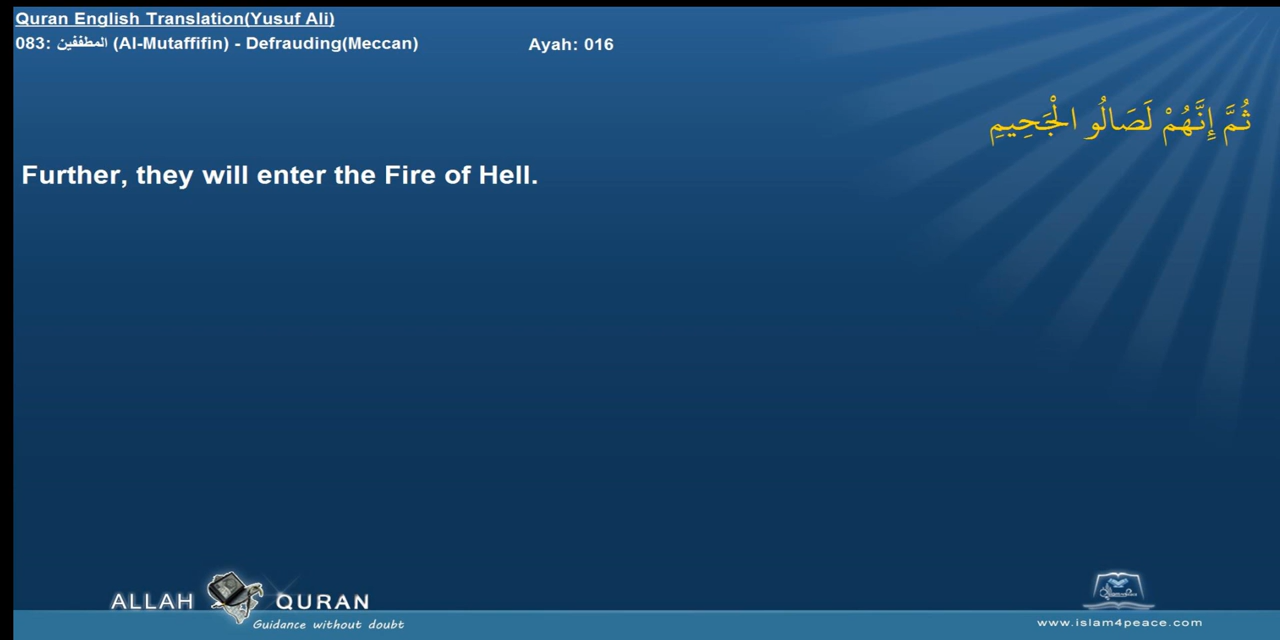 Quran English Translation(Yusuf Ali)
083: المطففين (Al-Mutaffifin) - Defrauding(Meccan) Ayah: 016
ثُمَّ إِنَّهُمْ لَصَالُو الْجَحِيمِ
Further, they will enter the Fire of Hell.
ALLAH QURAN
Guidance without doubt
www.islam4peace.com